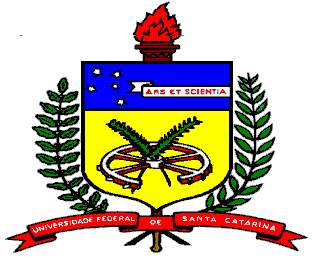 ARS ET SCIENTIA
UNIVERSIDADE FEDERAL DE SANTA CATARINA